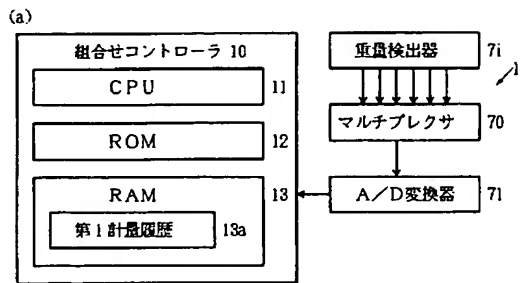 (a)
組合せコントローラ 10
CPU 11
ROM 12
RAM 13
第1計量履歴 13a
重量検出器 7i
1
マルチプレクサ 70
A/D変換器 71